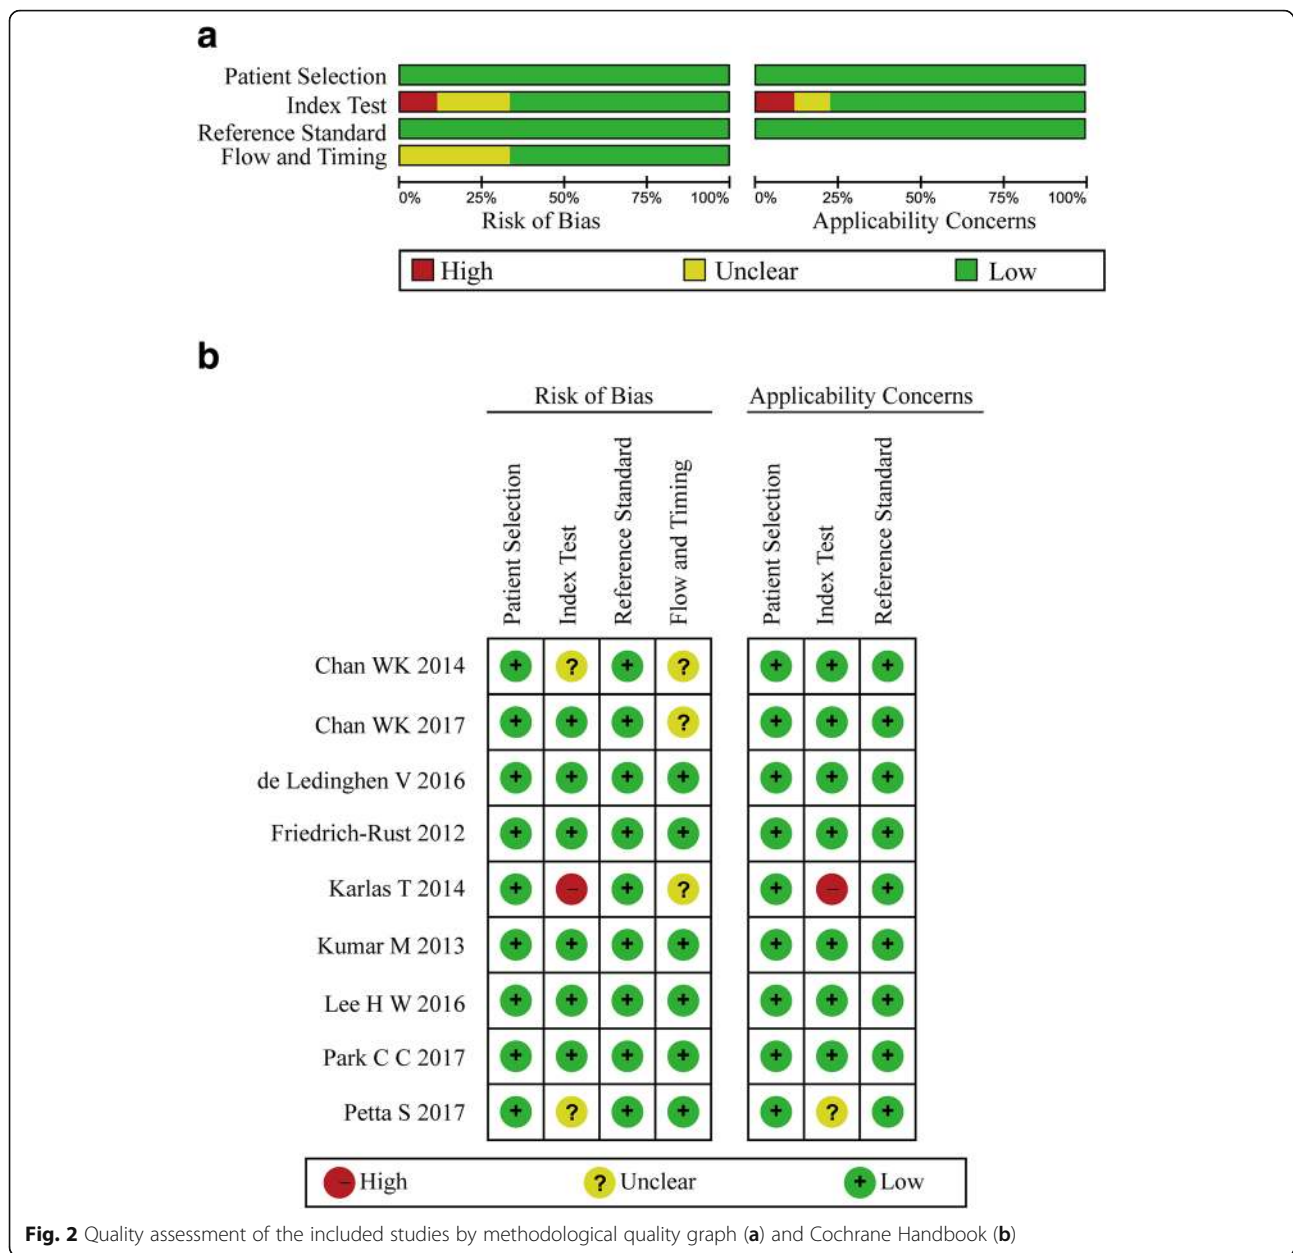 a
Patient Selection
Index Test
Reference Standard
Flow and Timing
0% 25% 50% 75% 100%
Risk of Bias
0% 25% 50% 75% 100%
Applicability Concerns
High Unclear Low
b
Risk of Bias Applicability Concerns
Patient Selection
Index Test
Reference Standard
Flow and Timing
Patient Selection
Index Test
Reference Standard
Chan WK 2014 + ? + ? + + +
Chan WK 2017 + + + ? + + +
de Ledinghen V 2016 + + + + + + +
Friedrich-Rust 2012 + + + + + + +
Karlas T 2014 + − + ? + − +
Kumar M 2013 + + + + + + +
Lee H W 2016 + + + + + + +
Park C C 2017 + + + + + + +
Petta S 2017 + ? + + + ? +
− High ? Unclear + Low
Fig. 2 Quality assessment of the included studies by methodological quality graph (a) and Cochrane Handbook (b)